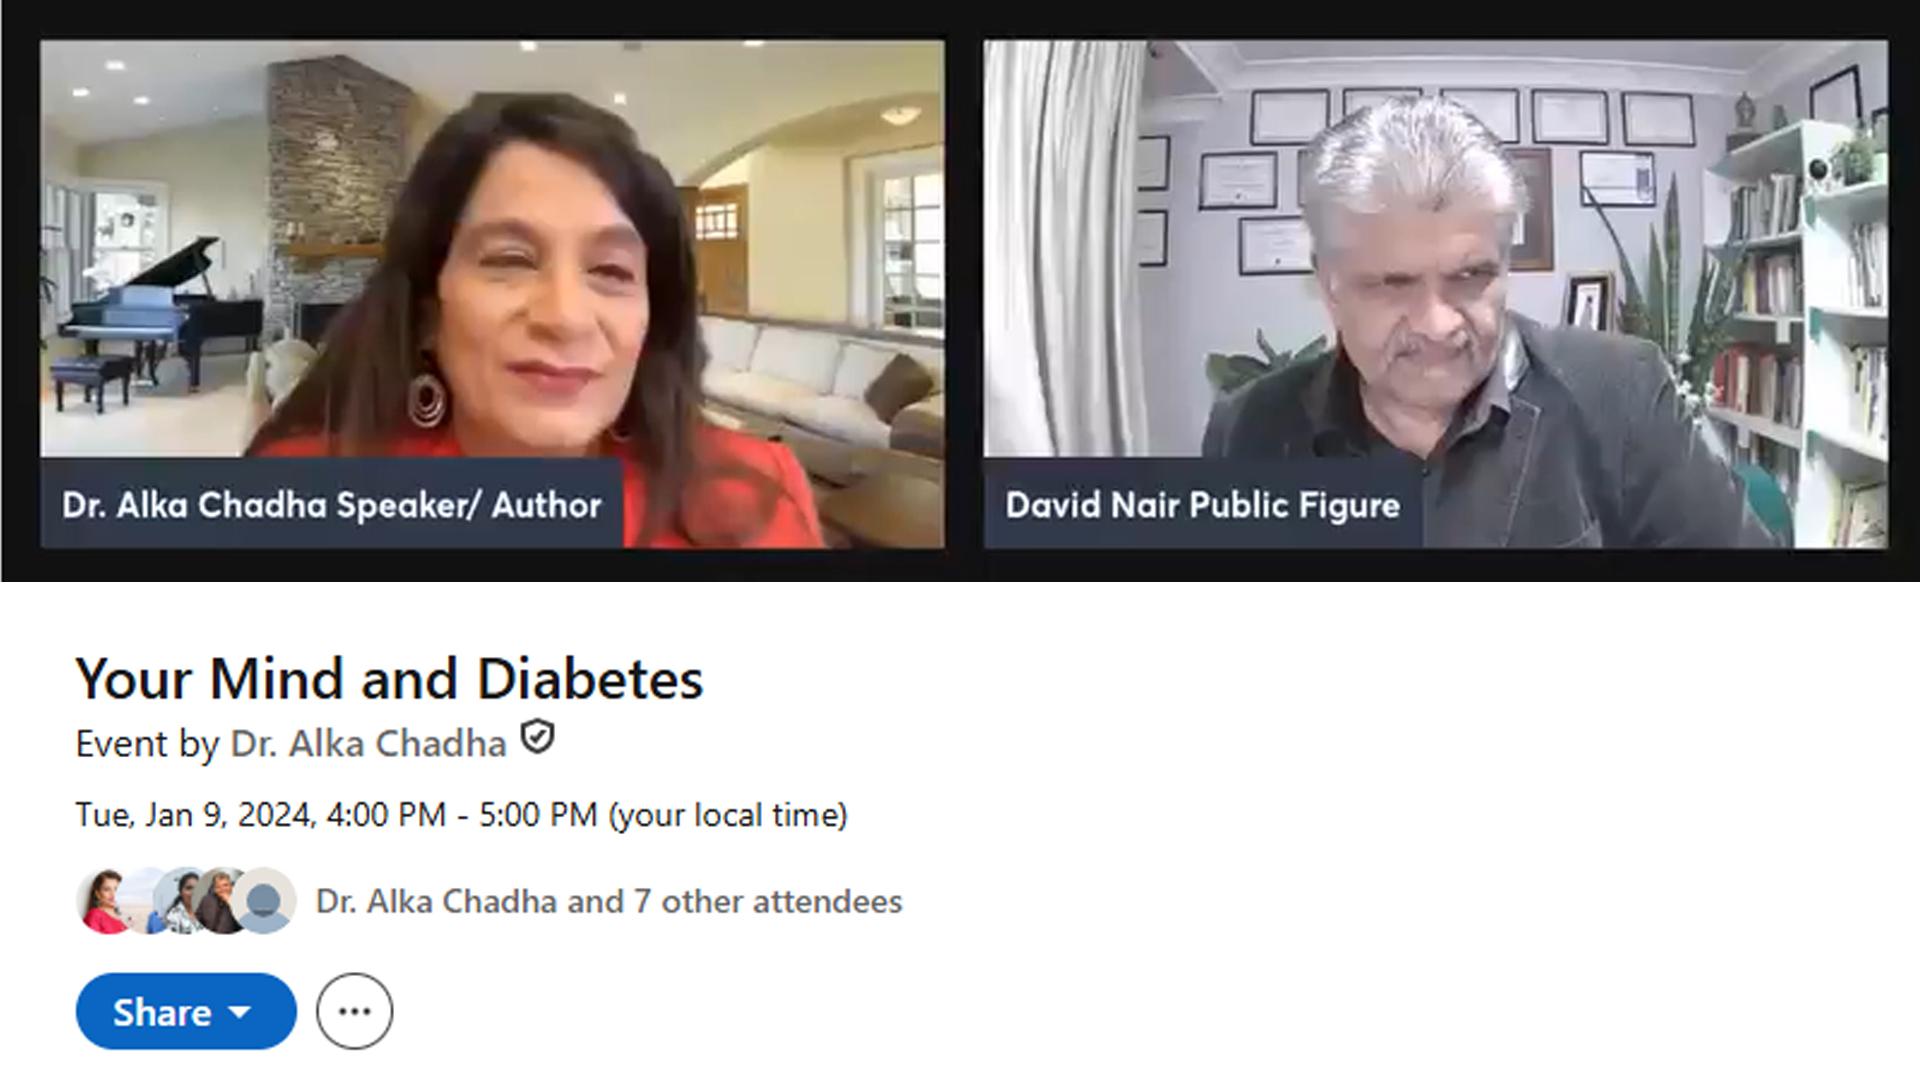 Dr. Alka Chadha Speaker/ Author
David Nair Public Figure
Your Mind and Diabetes
Event by Dr. Alka Chadha
Tue, Jan 9, 2024, 4:00 PM - 5:00 PM (your local time)
Dr. Alka Chadha and 7 other attendees
Share